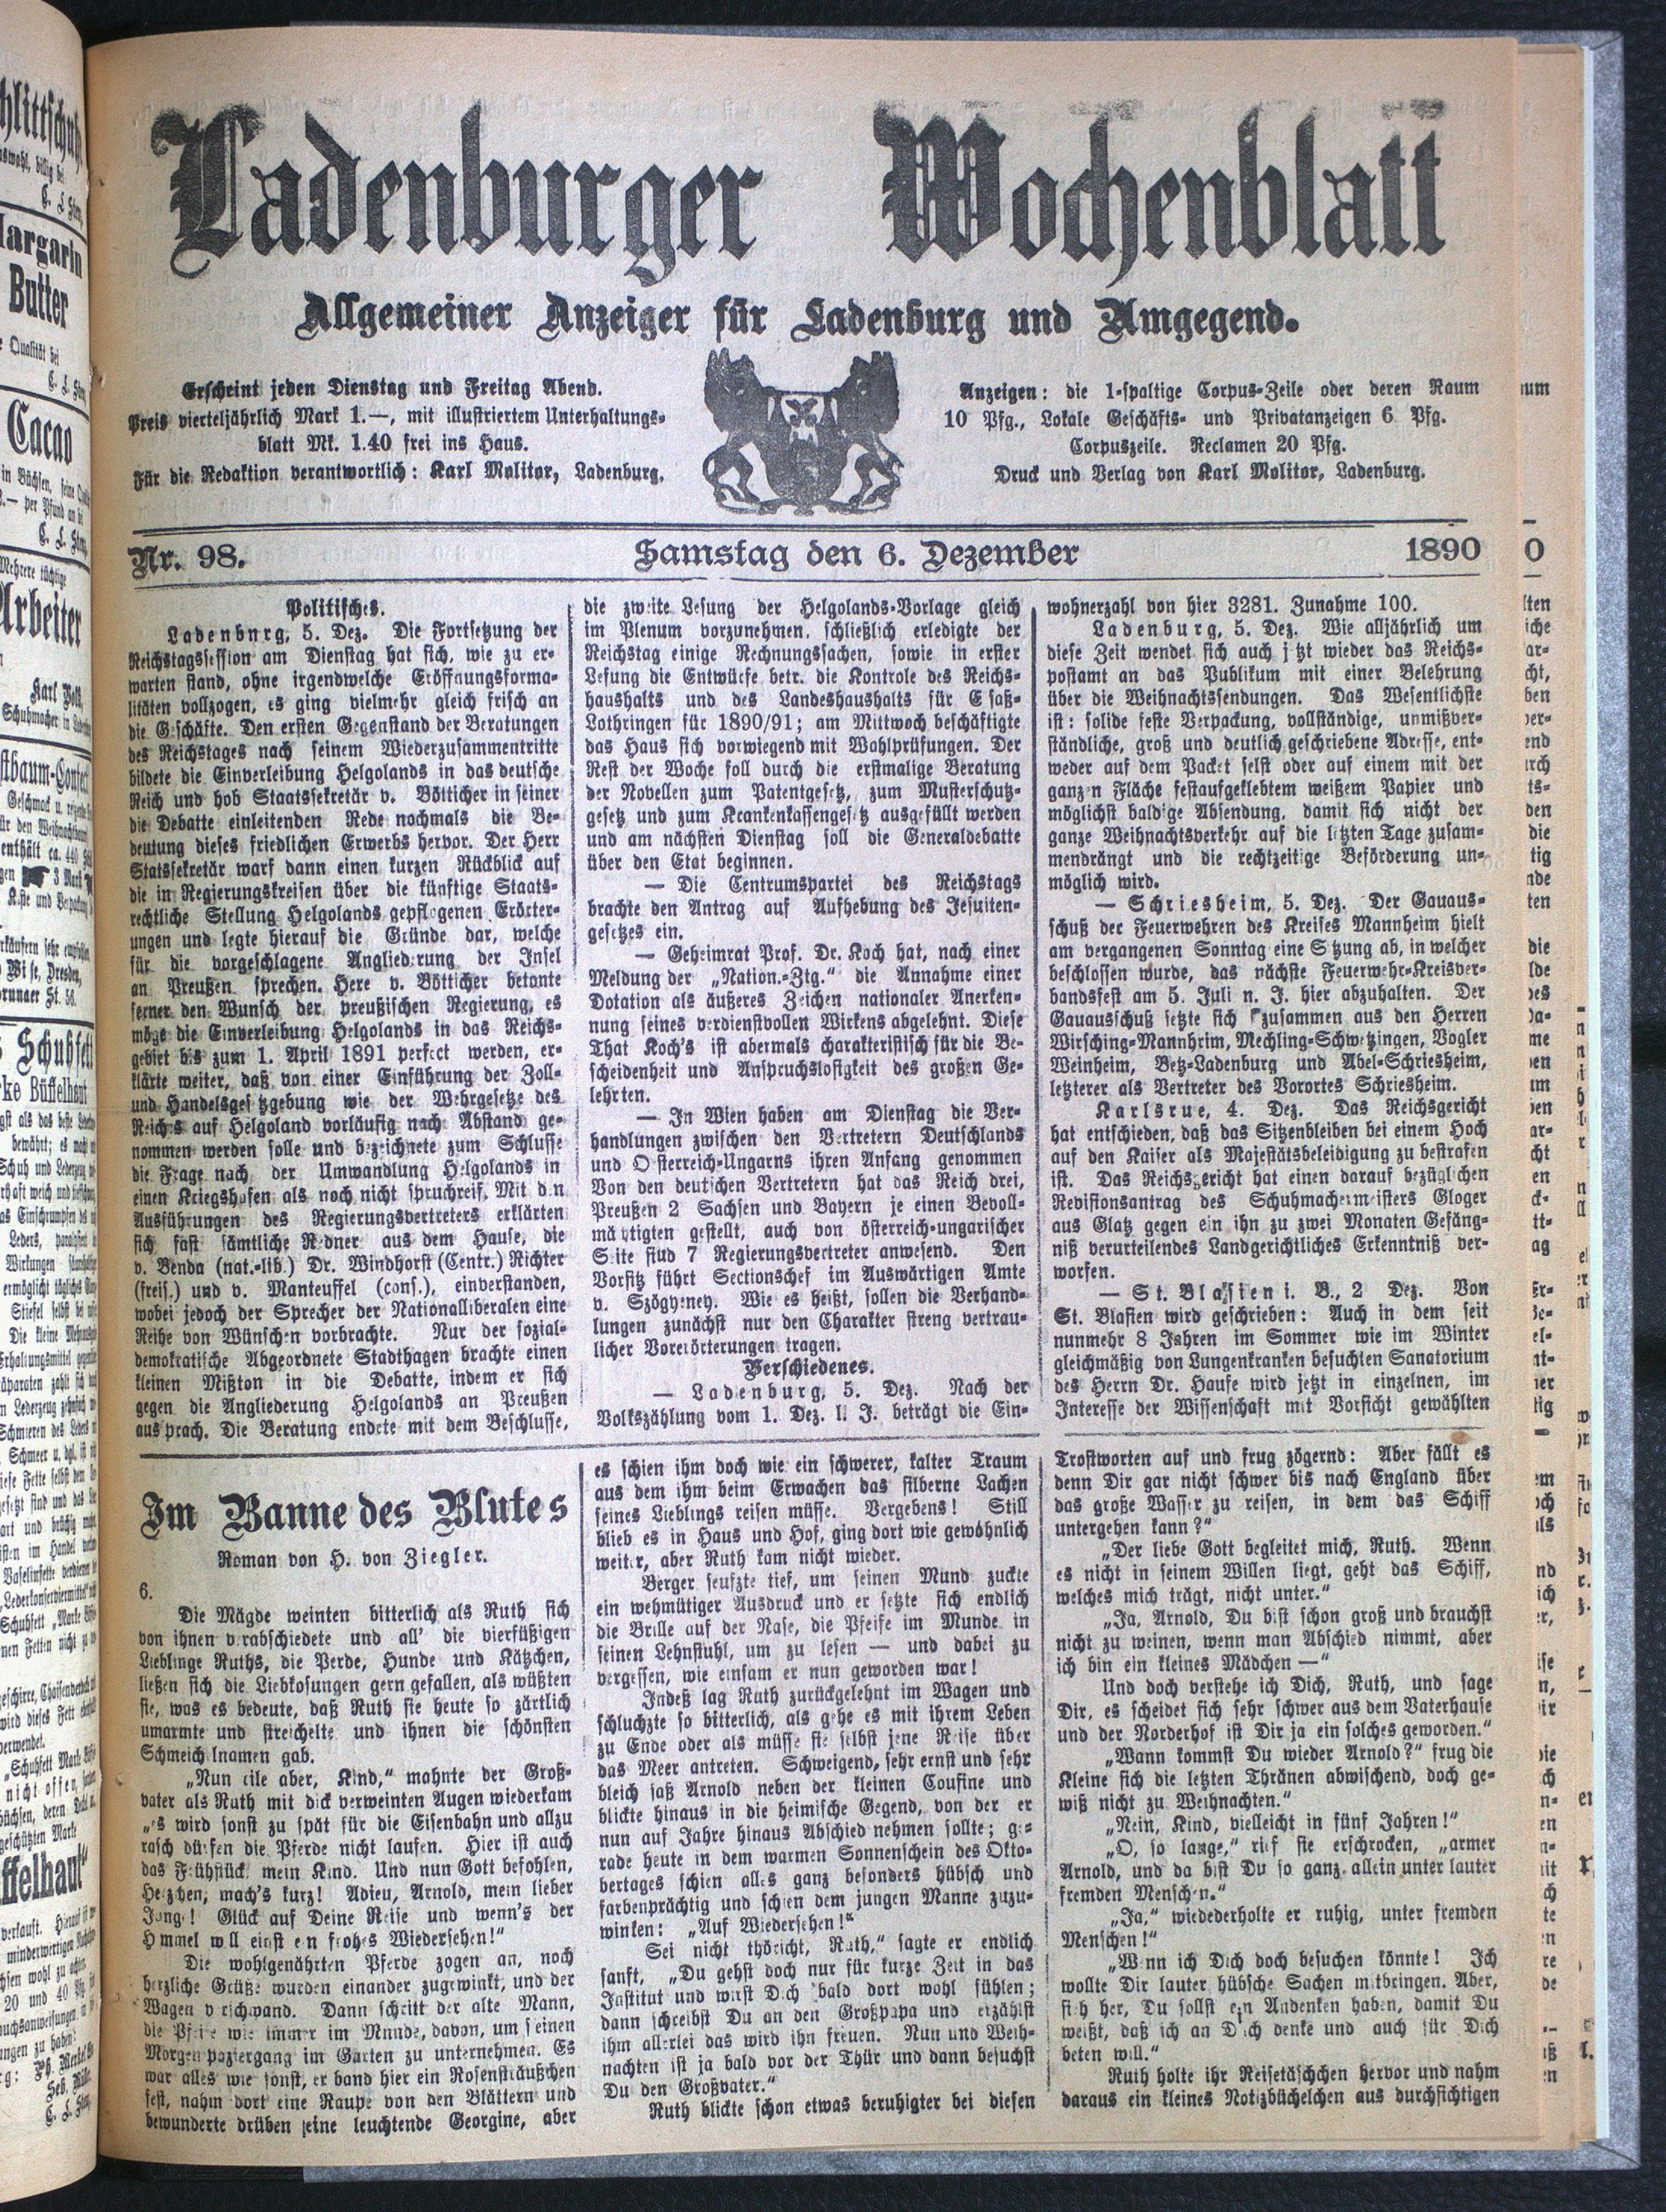 Ladenburger Wochenblatt
Allgemeiner Anzeiger für Ladenburg und Umgegend.
Erscheint jeden Dienstag und Freitag Abend.
Preis vierteljährlich Mark 1.—, mit illustriertem Unterhaltungs-
blatt Mk. 1.40 frei ins Haus.
Für die Redaktion verantwortlich: Karl Molitor, Ladenburg.
Anzeigen: die 1-spaltige Corpus-Zeile oder deren Raum
10 Pfg., Lokale Geschäfts- und Privatanzeigen 6 Pfg.
Corpuszeile. Reclamen 20 Pfg.
Druck und Verlag von Karl Molitor, Ladenburg.
Nr. 98.
Samstag den 6. Dezember
1890
Politisches.
Ladenburg, 5. Dez. Die Fortsetzung der
Reichstagssession am Dienstag hat sich, wie zu er-
warten stand, ohne irgendwelche Eröffnungsforma-
litäten vollzogen, es ging vielmehr gleich frisch an
die Geschäfte. Den ersten Gegenstand der Beratungen
des Reichstages nach seinem Wiederzusammentritte
bildete die Einverleibung Helgolands in das deutsche
Reich und hob Staatssekretär v. Bötticher in seiner
die Debatte einleitenden Rede nochmals die Be-
deutung dieses friedlichen Erwerbs hervor. Der Herr
Statssekretär warf dann einen kurzen Rückblick auf
die in Regierungskreisen über die künftige Staats-
rechtliche Stellung Helgolands gepflogenen Erörter-
ungen und legte hierauf die Gründe dar, welche
für die vorgeschlagene Angliederung der Insel
an Preußen sprechen. Here v. Bötticher betonte
ferner den Wunsch der preußischen Regierung, es
möge die Einverleibung Helgolands in das Reichs-
gebiet bis zum 1. April 1891 perfect werden, er-
klärte weiter, daß von einer Einführung der Zoll-
und Handelsgesetzgebung wie der Wehrgesetze des
Reichs auf Helgoland vorläufig nach Abstand ge-
nommen werden solle und bezeichnete zum Schlusse
die Frage nach der Umwandlung Helgolands in
einen Kriegshafen als noch nicht spruchreif. Mit d n
Ausführungen des Regierungsvertreters erklärten
sich fast sämtliche Redner aus dem Hause, die
v. Benda (nat.-lib.) Dr. Windhorst (Centr.) Richter
(freis.) und v. Manteuffel (cons.), einverstanden,
wobei jedoch der Sprecher der Nationalliberalen eine
Reihe von Wünschen vorbrachte. Nur der sozial-
demokratische Abgeordnete Stadthagen brachte einen
kleinen Mißton in die Debatte, indem er sich
gegen die Angliederung Helgolands an Preußen
aussprach. Die Beratung endete mit dem Beschlusse,
die zweite Lesung der Helgolands-Vorlage gleich
im Plenum vorzunehmen. schließlich erledigte der
Reichstag einige Rechnungssachen, sowie in erster
Lesung die Entwürfe betr. die Kontrole des Reichs-
haushalts und des Landeshaushalts für E saß-
Lothringen für 1890/91; am Mittwoch beschäftigte
das Haus sich vorwiegend mit Wahlprüfungen. Der
Rest der Woche soll durch die erstmalige Beratung
der Novellen zum Patentgesetz, zum Musterschutz-
gesetz und zum Krankenkassengesetz ausgefüllt werden
und am nächsten Dienstag soll die Generaldebatte
über den Etat beginnen.
— Die Centrumspartei des Reichstags
brachte den Antrag auf Aufhebung des Jesuiten-
gesetzes ein.
— Geheimrat Prof. Dr. Koch hat, nach einer
Meldung der „Nation.-Ztg.“ die Annahme einer
Dotation als äußeres Zeichen nationaler Anerken-
nung seines verdienstvollen Wirkens abgelehnt. Diese
That Koch's ist abermals charakteristisch für die Be-
scheidenheit und Anspruchslosigkeit des großen Ge-
lehrten.
— In Wien haben am Dienstag die Ver-
handlungen zwischen den Vertretern Deutschlands
und O sterreich-Ungarns ihren Anfang genommen
Von den deutschen Vertretern hat das Reich drei,
Preußen 2 Sachsen und Bayern je einen Bevoll-
mächtigten gestellt, auch von österreich-ungarischer
Seite sind 7 Regierungsvertreter anwesend. Den
Vorsitz führt Sectionschef im Auswärtigen Amte
v. Szögyeney. Wie es heißt, sollen die Verhand-
lungen zunächst nur den Charakter streng vertrau-
licher Vorerörterungen tragen.
Verschiedenes.
— Ladenburg, 5. Dez. Nach der
Volkszählung vom 1. Dez. l. J. beträgt die Ein-
wohnerzahl von hier 3281. Zunahme 100.
Ladenburg, 5. Dez. Wie alljährlich um
diese Zeit wendet sich auch j tzt wieder das Reichs-
postamt an das Publikum mit einer Belehrung
über die Weihnachtssendungen. Das Wesentlichste
ist: solide feste Verpackung, vollständige, unmißver-
ständliche, groß und deutlich geschriebene Adresse, ent-
weder auf dem Packet selst oder auf einem mit der
ganzen Fläche festaufgeklebtem weißem Papier und
möglichst baldige Absendung, damit sich nicht der
ganze Weihnachtsverkehr auf die letzten Tage zusam-
mendrängt und die rechtzeitige Beförderung un-
möglich wird.
— Schriesheim, 5. Dez. Der Gauaus-
schuß der Feuerwehren des Kreises Mannheim hielt
am vergangenen Sonntag eine Sitzung ab, in welcher
beschlossen wurde, das nächste Feuerwehr-Kreisver-
bandsfest am 5. Juli n. J. hier abzuhalten. Der
Gauausschuß setzte sich zusammen aus den Herren
Wirsching-Mannhrim, Mechling-Schwetzingen, Vogler
Weinheim, Betz-Ladenburg und Abel-Schriesheim,
letzterer als Vertreter des Vorortes Schriesheim.
Karlsrue, 4. Dez. Das Reichsgericht
hat entschieden, daß das Sitzenbleiben bei einem Hoch
auf den Kaiser als Majestätsbeleidigung zu bestrafen
ist. Das Reichsgericht hat einen darauf bezüglichen
Revisionsantrag des Schuhmachermeisters Gloger
aus Glatz gegen ein ihn zu zwei Monaten Gefäng-
niß verurteilendes Landgerichtliches Erkenntniß ver-
worfen.
— St. Blasien i. B., 2 Dez. Von
St. Blasien wird geschrieben: Auch in dem seit
nunmehr 8 Jahren im Sommer wie im Winter
gleichmäßig von Lungenkranken besuchten Sanatorium
des Herrn Dr. Haufe wird jetzt in einzelnen, im
Interesse der Wissenschaft mit Vorsicht gewählten
Im Banne des Blutes
Roman von H. von Ziegler.
6.
Die Mägde weinten bitterlich als Ruth sich
von ihnen verabschiedete und all' die vierfüßigen
Lieblinge Ruths, die Perde, Hunde und Kätzchen,
ließen sich die Liebkosungen gern gefallen, als wüßten
sie, was es bedeute, daß Ruth sie heute so zärtlich
umarmte und streichelte und ihnen die schönsten
Schmeichelnamen gab.
„Nun eile aber, Kind,“ mahnte der Groß-
vater als Ruth mit dick verweinten Augen wiederkam
„'s wird sonst zu spät für die Eisenbahn und allzu
rasch dürfen die Pferde nicht laufen. Hier ist auch
das Frühstück mein Kind. Und nun Gott befohlen,
Herzchen, mach's kurz! Adieu, Arnold, mein lieber
Junge! Glück auf Deine Reise und wenn's der
H mmel w ll einst e n frohes Wiedersehen!“
Die wohlgenährten Pferde zogen an, noch
herzliche Grüße wurden einander zugewinkt, und der
Wagen v rschwand. Dann schritt der alte Mann,
die Pfeife wie immer im Mnnde, davon, um seinen
Morgenspaziergang im Garten zu unternehmen. Es
war alles wie sonst, er band hier ein Rosensträußchen
fest, nahm dort eine Raupe von den Blättern und
bewunderte drüben seine leuchtende Georgine, aber
es schien ihm doch wie ein schwerer, kalter Traum
aus dem ihm beim Erwachen das silberne Lachen
seines Lieblings reisen müsse. Vergebens! Still
blieb es in Haus und Hof, ging dort wie gewöhnlich
weiter, aber Ruth kam nicht wieder.
Berger seufzte tief, um seinen Mund zuckte
ein wehmütiger Ausdruck und er setzte sich endlich
die Brille auf der Nase, die Pfeife im Munde in
seinen Lehnstuhl, um zu lesen — und dabei zu
vergessen, wie einsam er nun geworden war!
Indeß lag Ruth zurückgelehnt im Wagen und
schluchzte so bitterlich, als gehe es mit ihrem Leben
zu Ende oder als müsse sie selbst jene Reise über
das Meer antreten. Schweigend, sehr ernst und sehr
bleich saß Arnold neben der kleinen Cousine und
blickte hinaus in die heimische Gegend, von der er
nun auf Jahre hinaus Abschied nehmen sollte; ge-
rade heute in dem warmen Sonnenschein des Okto-
bertages schien alles ganz besonders hübsch und
farbenprächtig und schien dem jungen Manne zuzu-
winken: „Auf Wiedersehen!“
Sei nicht thöricht, Ruth,“ sagte er endlich
sanft, „Du gehst doch nur für kurze Zeit in das
Institut und wirst Dich bald dort wohl fühlen;
dann schreibst Du an den Großpapa und erzählst
ihm allerlei das wird ihn freuen. Nun und Weih-
nachten ist ja bald vor der Thür und dann besuchst
Du den Großvater.“
Ruth blickte schon etwas beruhigter bei diesen
Trostworten auf und frug zögernd: Aber fällt es
denn Dir gar nicht schwer bis nach England über
das große Wasser zu reisen, in dem das Schiff
untergehen kann?“
„Der liebe Gott begleitet mich, Ruth. Wenn
es nicht in seinem Willen liegt, geht das Schiff,
welches mich trägt, nicht unter.“
„Ja, Arnold, Du bist schon groß und brauchst
nicht zu weinen, wenn man Abschied nimmt, aber
ich bin ein kleines Mädchen —“
Und doch verstehe ich Dich, Ruth, und sage
Dir, es scheidet sich sehr schwer aus dem Vaterhause
und der Norderhof ist Dir ja ein solches geworden.“
„Wann kommst Du wieder Arnold?“ frug die
Kleine sich die letzten Thränen abwischend, doch ge-
wiß nicht zu Weihnachten.“
„Nein, Kind, vielleicht in fünf Jahren!“
„O, so lange,“ rief sie erschrocken, „armer
Arnold, und da bist Du so ganz allein unter lauter
fremden Menschen.“
„Ja,“ wiedederholte er ruhig, unter fremden
Menschen!“
„Wenn ich Dich doch besuchen könnte! Ich
wollte Dir lauter hübsche Sachen mitbringen. Aber,
sieh her, Du sollst ein Andenken haben, damit Du
weißt, daß ich an Dich denke und auch für Dich
beten will.“
Ruth holte ihr Reisetäschchen hervor und nahm
daraus ein kleines Notizbüchelchen aus durchsichtigen